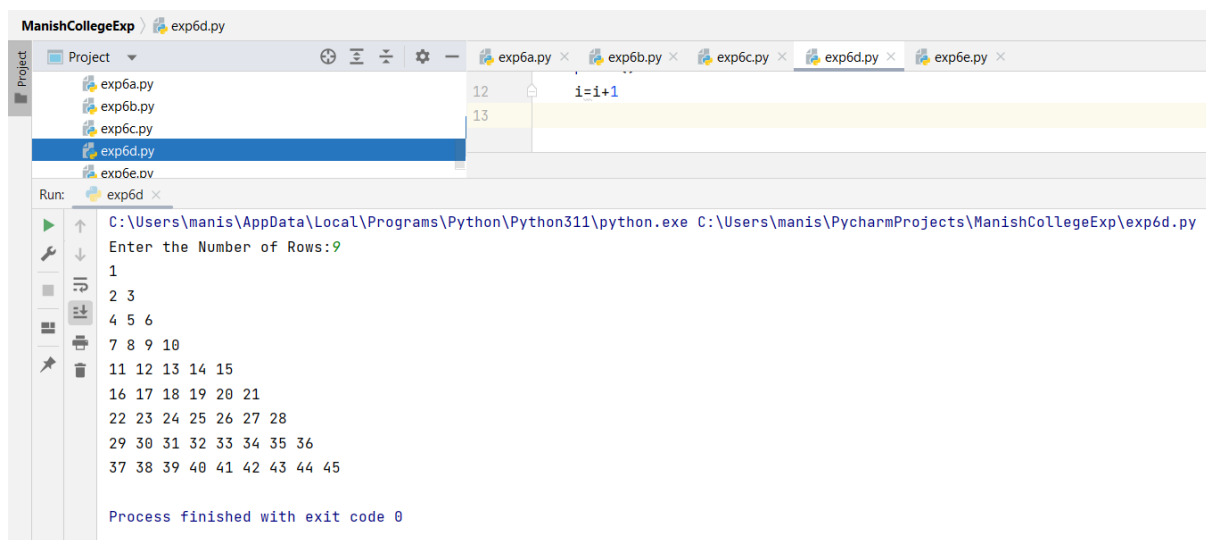 ManishCollegeExp exp6d.py
Project
Project
exp6a.py exp6b.py exp6c.py exp6d.py exp6e.py
exp6a.py
exp6b.py
exp6c.py
exp6d.py
exp6e.py
12 i=i+1
13
Run: exp6d
C:\Users\manis\AppData\Local\Programs\Python\Python311\python.exe C:\Users\manis\PycharmProjects\ManishCollegeExp\exp6d.py
Enter the Number of Rows:9
1
2 3
4 5 6
7 8 9 10
11 12 13 14 15
16 17 18 19 20 21
22 23 24 25 26 27 28
29 30 31 32 33 34 35 36
37 38 39 40 41 42 43 44 45
Process finished with exit code 0